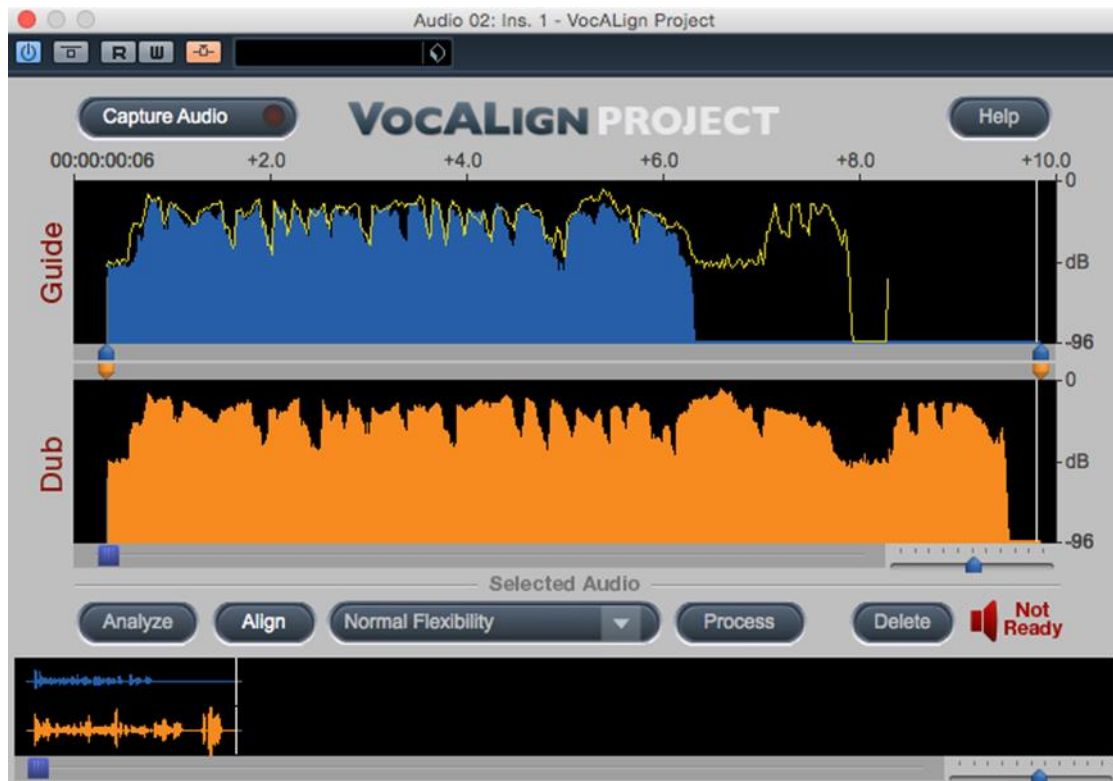 Audio 02: Ins. 1 - VocALign Project
R W
Capture Audio VOCALIGN PROJECT Help
00:00:00:06 +2.0 +4.0 +6.0 +8.0 +10.0
0
Guide dB
-96
0
Dub dB
-96
Selected Audio
Analyze Align Normal Flexibility Process Delete Not Ready